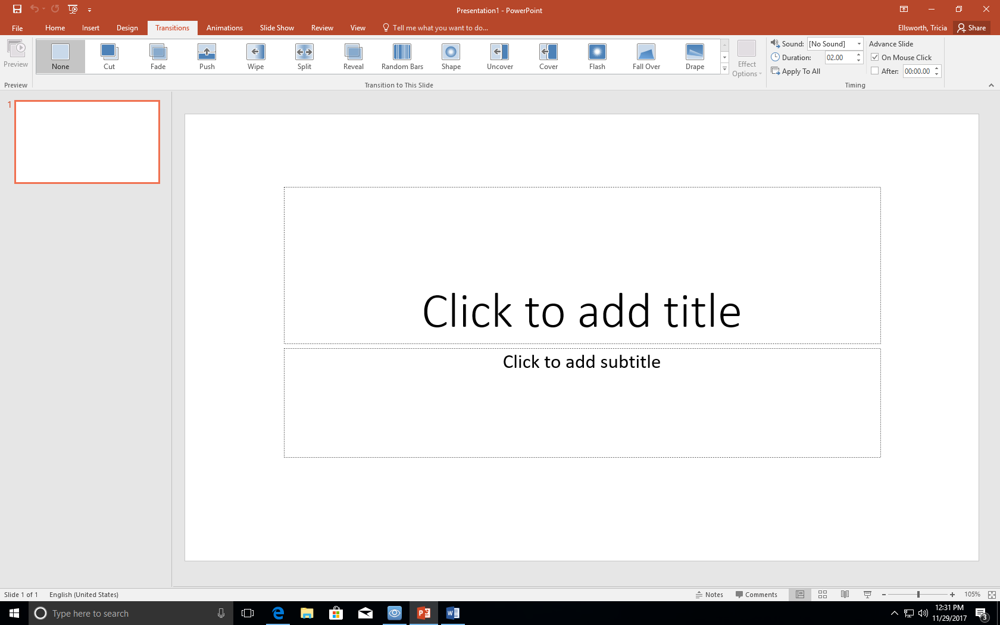 Presentation1 - PowerPoint
File Home Insert Design Transitions Animations Slide Show Review View Tell me what you want to do... Ellsworth, Tricia Share
Preview
None Cut Fade Push Wipe Split Reveal Random Bars Shape Uncover Cover Flash Fall Over Drape
Effect
Options
Sound: [No Sound]
Duration: 02.00
Apply To All
Advance Slide
On Mouse Click
After: 00:00.00
Preview Transition to This Slide Timing
1
Click to add title
Click to add subtitle
Slide 1 of 1 English (United States) Notes Comments 105%
Type here to search
12:31 PM
11/29/2017
3